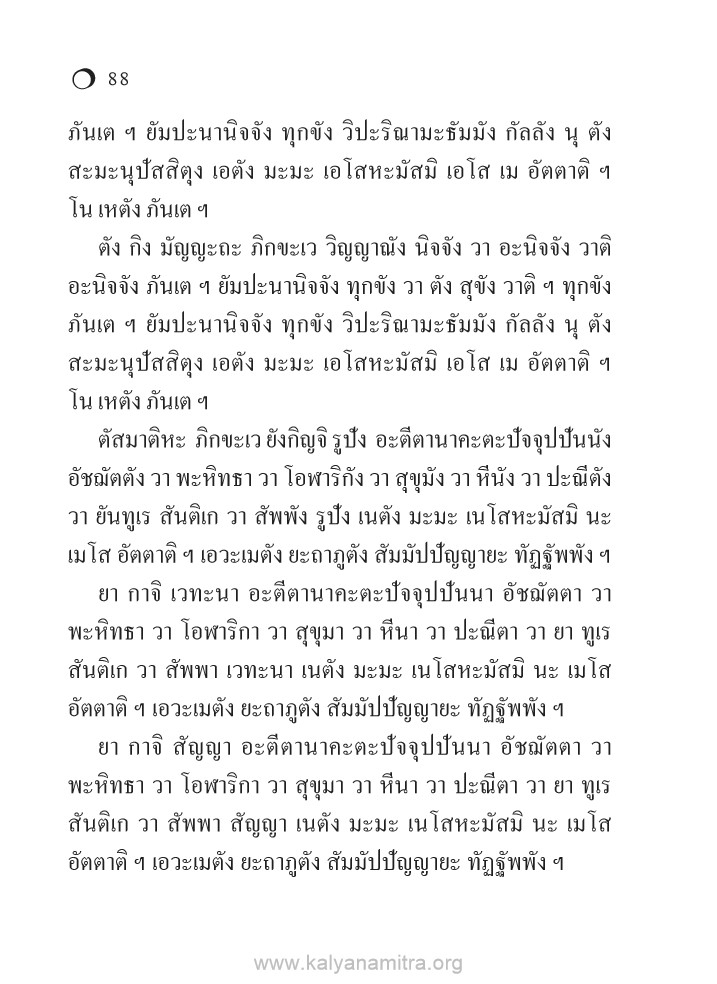 88
ภันเต ฯ ยัมปะนานิจจัง ทุกขัง วิปะริณามะธัมมัง กัลลัง นุ ตัง
สะมะนุปัสสิตุง เอตัง มะมะ เอโสหะมัสมิ เอโส เม อัตตาติ ฯ
โน เหตัง ภันเต ฯ
ตัง กิง มัญญะถะ ภิกขะเว วิญญาณัง นิจจัง วา อะนิจจัง วาติ
อะนิจจัง ภันเต ฯ ยัมปะนานิจจัง ทุกขัง วา ตัง สุขัง วาติ ฯ ทุกขัง
ภันเต ฯ ยัมปะนานิจจัง ทุกขัง วิปะริณามะธัมมัง กัลลัง นุ ตัง
สะมะนุปัสสิตุง เอตัง มะมะ เอโสหะมัสมิ เอโส เม อัตตาติ ฯ
โน เหตัง ภันเต ฯ
ตัสมาติหะ ภิกขะเว ยังกิญจิ รูปัง อะตีตานาคะตะปัจจุปปันนัง
อัชฌัตตัง วา พะหิทธา วา โอฬาริกัง วา สุขุมัง วา หีนัง วา ปะณีตัง
วา ยันทูเร สันติเก วา สัพพัง รูปัง เนตัง มะมะ เนโสหะมัสมิ นะ
เมโส อัตตาติ ฯ เอวะเมตัง ยะถาภูตัง สัมมัปปัญญายะ ทัฏฐัพพัง ฯ
ยา กาจิ เวทะนา อะตีตานาคะตะปัจจุปปันนา อัชฌัตตา วา
พะหิทธา วา โอฬาริกา วา สุขุมา วา หีนา วา ปะณีตา วา ยา ทูเร
สันติเก วา สัพพา เวทะนา เนตัง มะมะ เนโสหะมัสมิ นะ เมโส
อัตตาติ ฯ เอวะเมตัง ยะถาภูตัง สัมมัปปัญญายะ ทัฏฐัพพัง ฯ
ยา กาจิ สัญญา อะตีตานาคะตะปัจจุปปันนา อัชฌัตตา วา
พะหิทธา วา โอฬาริกา วา สุขุมา วา หีนา วา ปะณีตา วา ยา ทูเร
สันติเก วา สัพพา สัญญา เนตัง มะมะ เนโสหะมัสมิ นะ เมโส
อัตตาติ ฯ เอวะเมตัง ยะถาภูตัง สัมมัปปัญญายะ ทัฏฐัพพัง ฯ
www.kalyanamitra.org